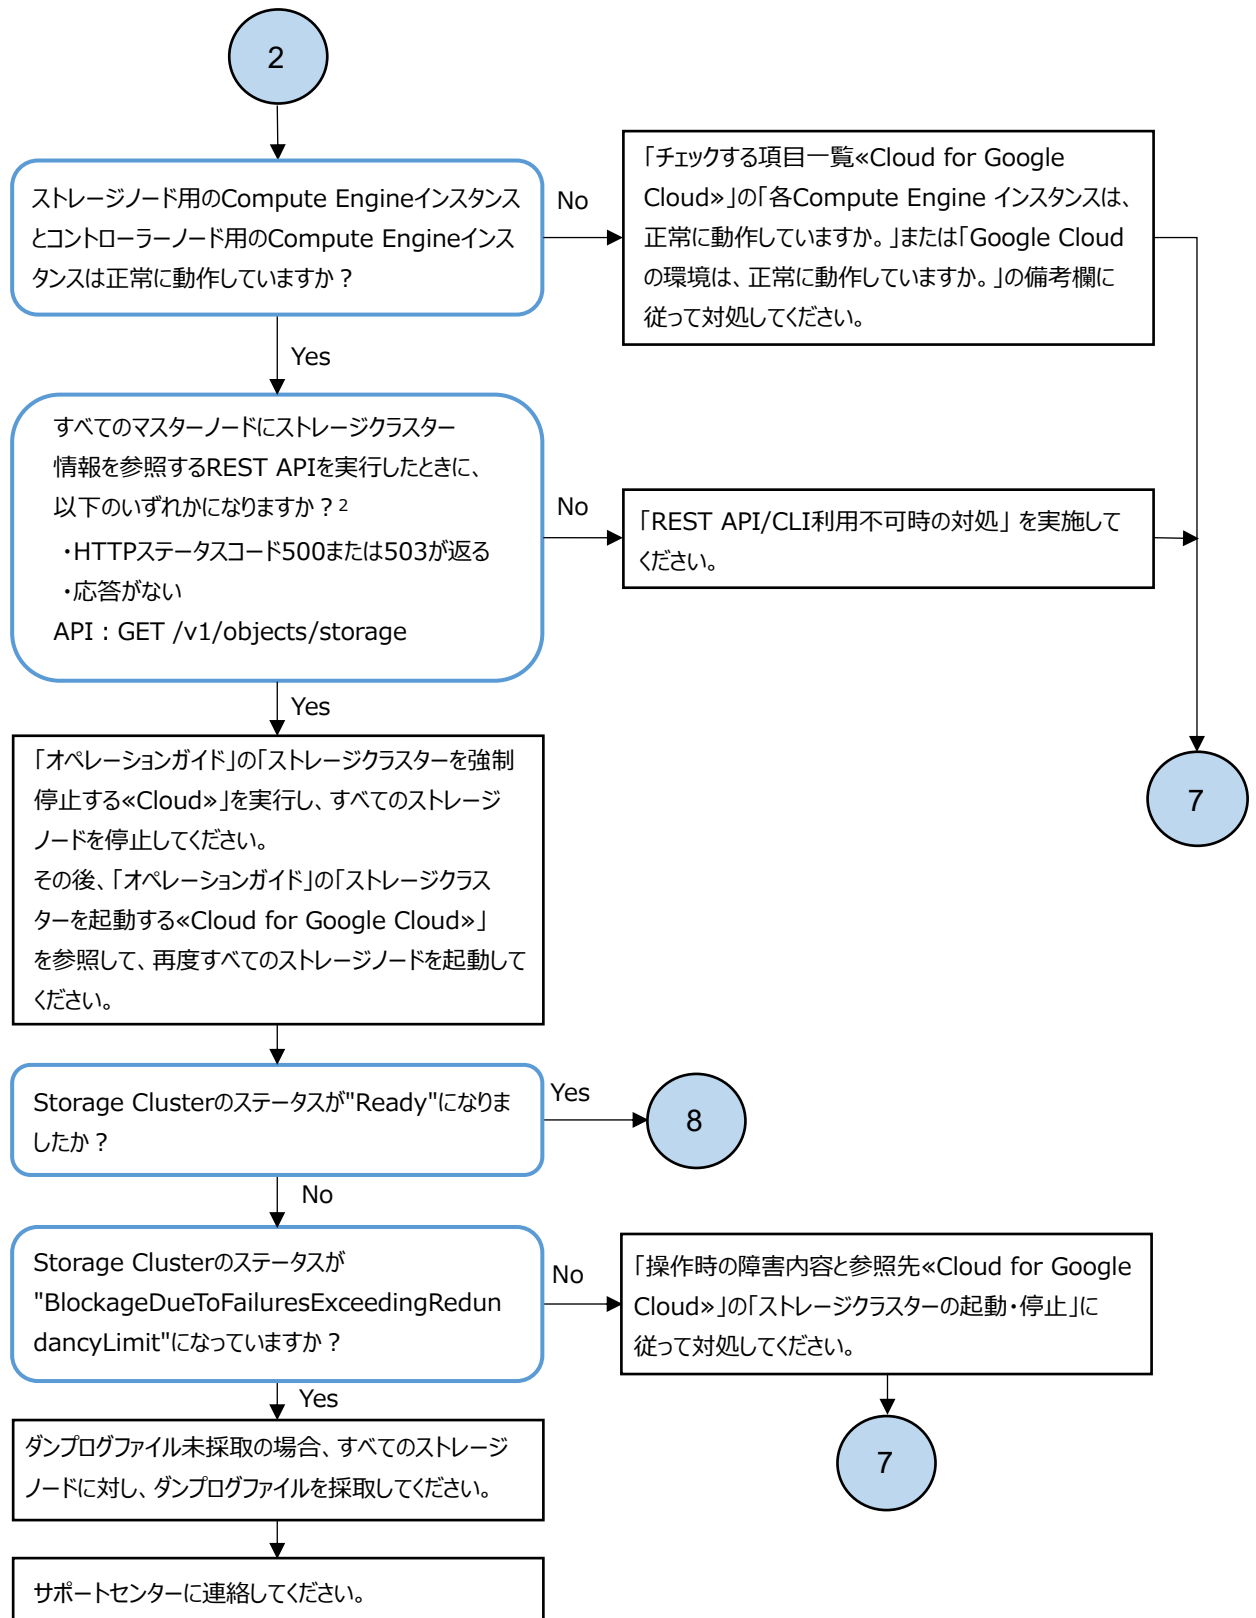 2
ストレージノード用のCompute Engineインスタンス
とコントローラーノード用のCompute Engineインス
タンスは正常に動作していますか？
No
「チェックする項目一覧«Cloud for Google
Cloud»」の「各Compute Engine インスタンスは、
正常に動作していますか。」または「Google Cloud
の環境は、正常に動作していますか。」の備考欄に
従って対処してください。
Yes
すべてのマスターノードにストレージクラスター
情報を参照するREST APIを実行したときに、
以下のいずれかになりますか？2
・HTTPステータスコード500または503が返る
・応答がない
API：GET /v1/objects/storage
No
「REST API/CLI利用不可時の対処」を実施して
ください。
Yes
7
「オペレーションガイド」の「ストレージクラスターを強制
停止する«Cloud»」を実行し、すべてのストレージ
ノードを停止してください。
その後、「オペレーションガイド」の「ストレージクラス
ターを起動する«Cloud for Google Cloud»」
を参照して、再度すべてのストレージノードを起動して
ください。
Storage Clusterのステータスが"Ready"になりま
したか？
Yes
8
No
Storage Clusterのステータスが
"BlockageDueToFailuresExceedingRedun
dancyLimit"になっていますか？
No
「操作時の障害内容と参照先«Cloud for Google
Cloud»」の「ストレージクラスターの起動・停止」に
従って対処してください。
Yes
7
ダンプログファイル未採取の場合、すべてのストレージ
ノードに対し、ダンプログファイルを採取してください。
サポートセンターに連絡してください。